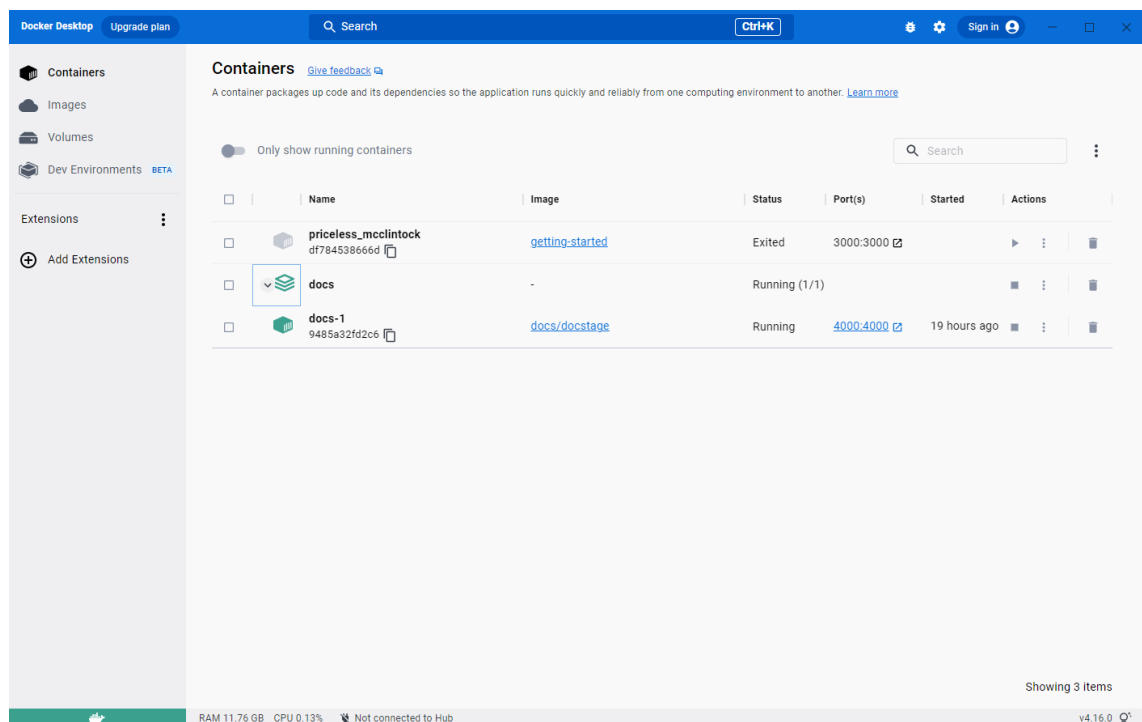 Docker Desktop Upgrade plan Search Ctrl+K Sign in
Containers
Images
Volumes
Dev Environments BETA
Extensions
Add Extensions
Containers Give feedback
A container packages up code and its dependencies so the application runs quickly and reliably from one computing environment to another. Learn more
Only show running containers Search
Name Image Status Port(s) Started Actions
priceless_mcclintock getting-started Exited 3000:3000
df784538666d
docs - Running (1/1)
docs-1 docs/docstage Running 4000:4000 19 hours ago
9485a32fd2c6
Showing 3 items
RAM 11.76 GB CPU 0.13% Not connected to Hub v4.16.0